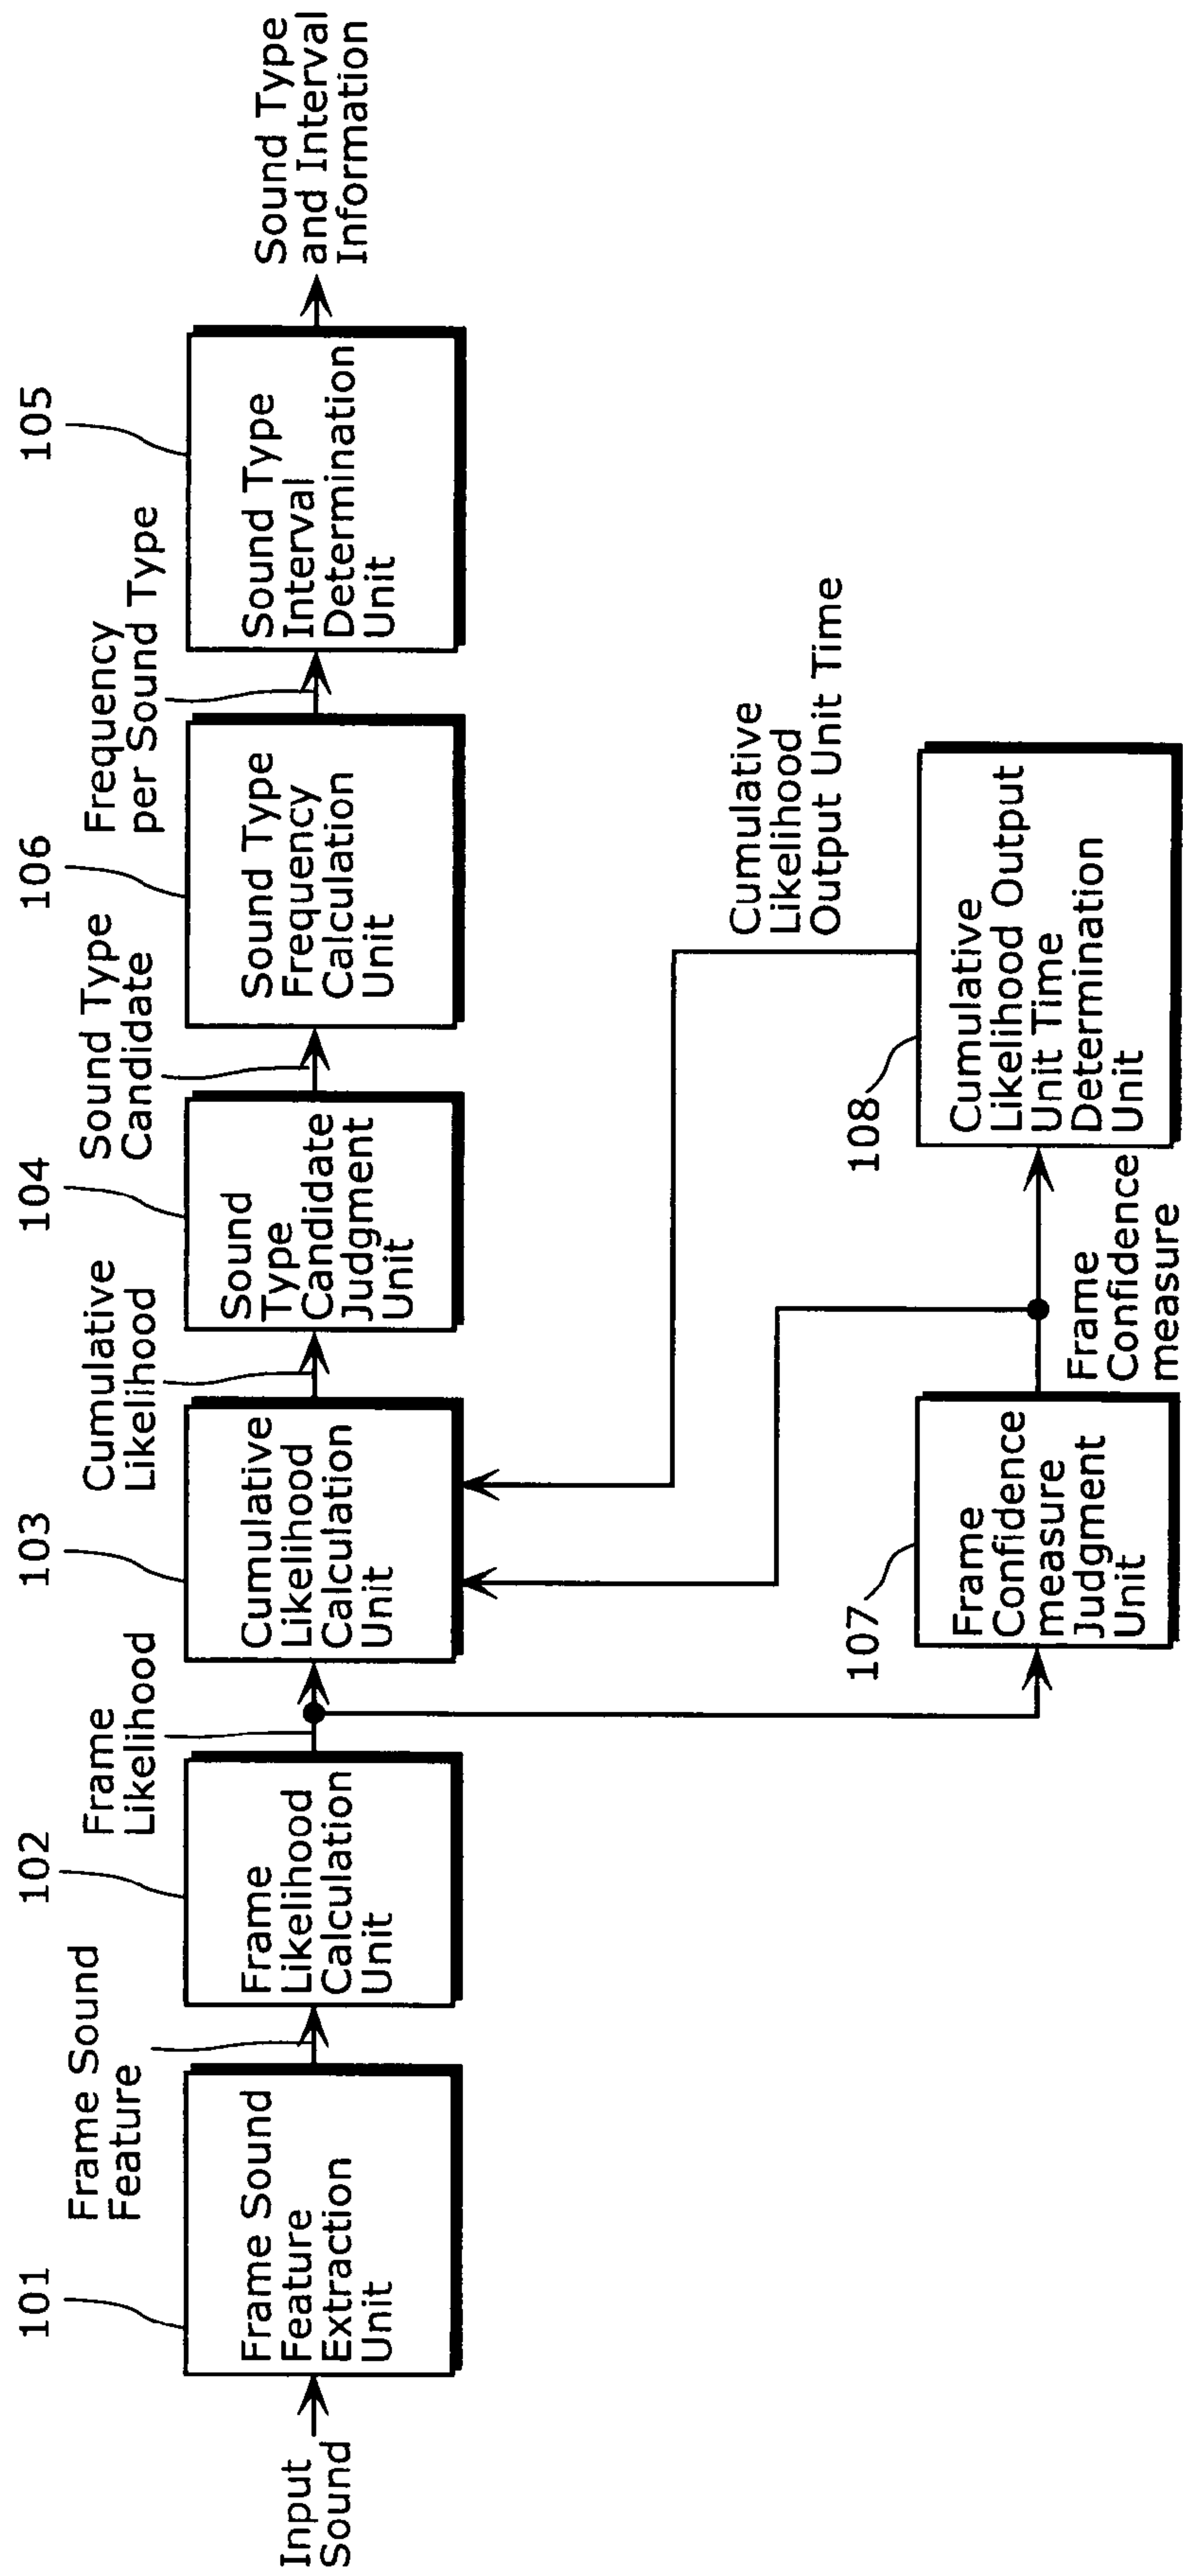 Input
Sound
101
Frame Sound
Feature
Extraction
Unit
Frame Sound
Feature
102
Frame
Likelihood
Calculation
Unit
Frame
Likelihood
103
Cumulative
Likelihood
Calculation
Unit
Cumulative
Likelihood
104
Sound
Type
Candidate
Judgment
Unit
Sound Type
Candidate
106
Sound Type
Frequency
Calculation
Unit
Frequency
per Sound Type
105
Sound Type
Interval
Determination
Unit
Sound Type
and Interval
Information
107
Frame
Confidence
measure
Judgment
Unit
Frame
Confidence
measure
108
Cumulative
Likelihood Output
Unit Time
Determination
Unit
Cumulative
Likelihood
Output Unit Time